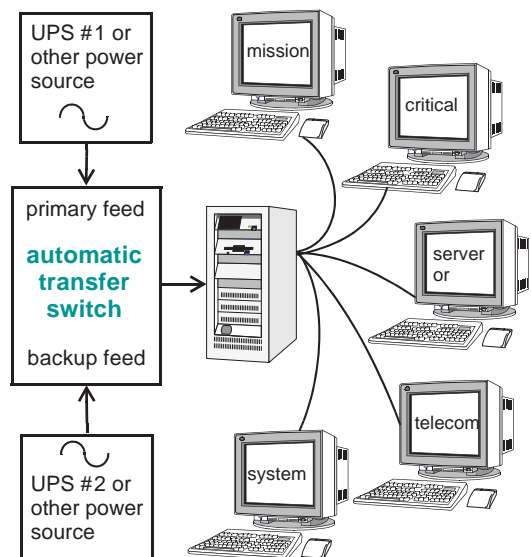 UPS #1 or
other power
source
primary feed
automatic
transfer
switch
backup feed
UPS #2 or
other power
source
mission
critical
server
or
telecom
system